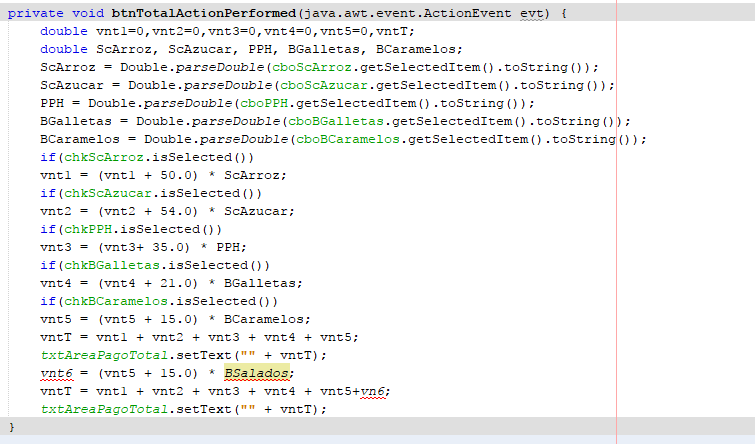 private void btnTotalActionPerformed(java.awt.event.ActionEvent evt) {
double vnt1=0,vnt2=0,vnt3=0,vnt4=0,vnt5=0,vntT;
double ScArroz, ScAzucar, PPH, BGalletas, BCaramelos;
ScArroz = Double.parseDouble(cboScArroz.getSelectedItem().toString());
ScAzucar = Double.parseDouble(cboScAzucar.getSelectedItem().toString());
PPH = Double.parseDouble(cboPPH.getSelectedItem().toString());
BGalletas = Double.parseDouble(cboBGalletas.getSelectedItem().toString());
BCaramelos = Double.parseDouble(cboBCaramelos.getSelectedItem().toString());
if(chkScArroz.isSelected())
vnt1 = (vnt1 + 50.0) * ScArroz;
if(chkScAzucar.isSelected())
vnt2 = (vnt2 + 54.0) * ScAzucar;
if(chkPPH.isSelected())
vnt3 = (vnt3+ 35.0) * PPH;
if(chkBGalletas.isSelected())
vnt4 = (vnt4 + 21.0) * BGalletas;
if(chkBCaramelos.isSelected())
vnt5 = (vnt5 + 15.0) * BCaramelos;
vntT = vnt1 + vnt2 + vnt3 + vnt4 + vnt5;
txtAreaPagoTotal.setText("" + vntT);
vnt6 = (vnt5 + 15.0) * BSalados;
vntT = vnt1 + vnt2 + vnt3 + vnt4 + vnt5+vn6;
txtAreaPagoTotal.setText("" + vntT);
}